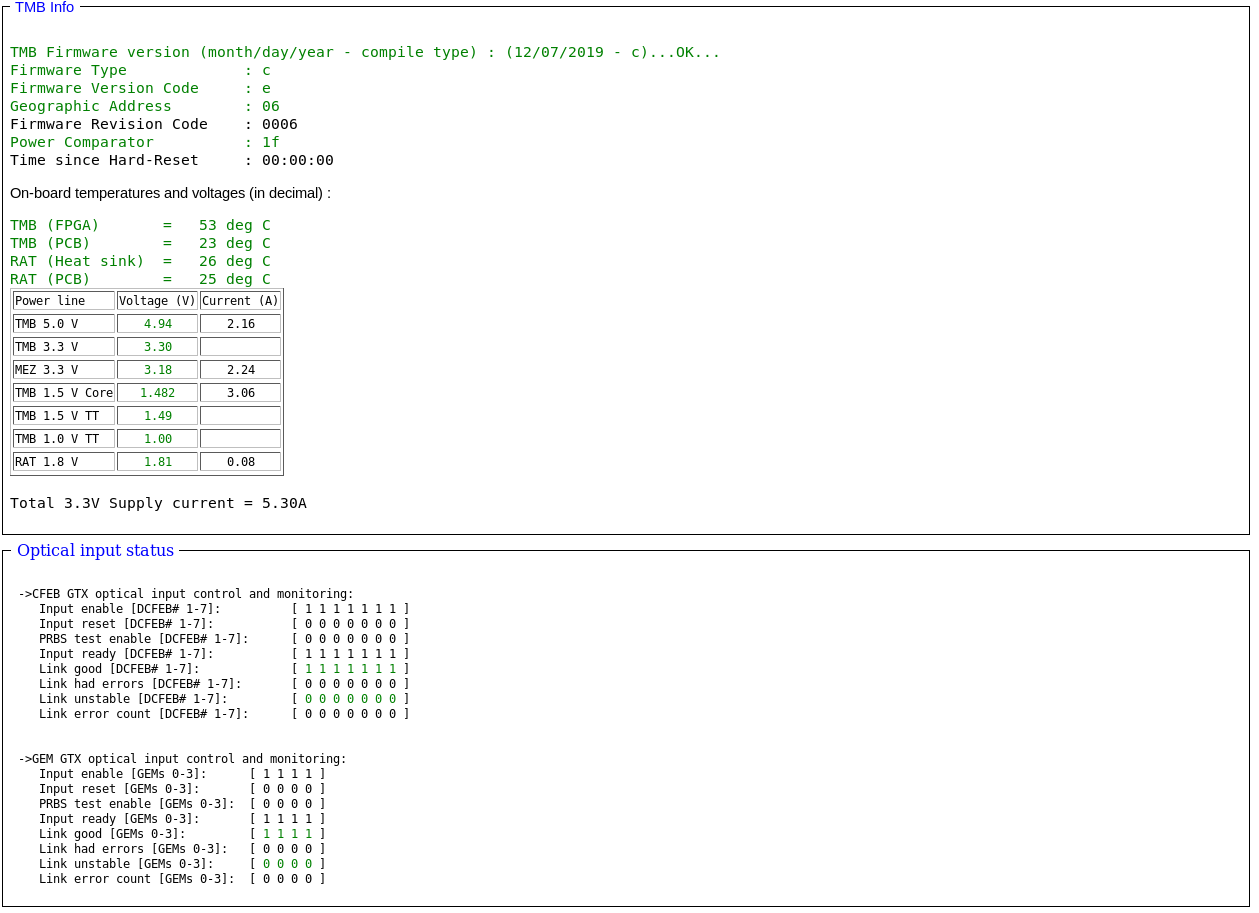 TMB Info
TMB Firmware version (month/day/year - compile type) : (12/07/2019 - c)...OK...
Firmware Type : c
Firmware Version Code : e
Geographic Address : 06
Firmware Revision Code : 0006
Power Comparator : 1f
Time since Hard-Reset : 00:00:00
On-board temperatures and voltages (in decimal) :
TMB (FPGA) = 53 deg C
TMB (PCB) = 23 deg C
RAT (Heat sink) = 26 deg C
RAT (PCB) = 25 deg C
Power line Voltage (V) Current (A)
TMB 5.0 V 4.94 2.16
TMB 3.3 V 3.30
MEZ 3.3 V 3.18 2.24
TMB 1.5 V Core 1.482 3.06
TMB 1.5 V TT 1.49
TMB 1.0 V TT 1.00
RAT 1.8 V 1.81 0.08
Total 3.3V Supply current = 5.30A
Optical input status
->CFEB GTX optical input control and monitoring:
Input enable [DCFEB# 1-7]: [ 1 1 1 1 1 1 1 ]
Input reset [DCFEB# 1-7]: [ 0 0 0 0 0 0 0 ]
PRBS test enable [DCFEB# 1-7]: [ 0 0 0 0 0 0 0 ]
Input ready [DCFEB# 1-7]: [ 1 1 1 1 1 1 1 ]
Link good [DCFEB# 1-7]: [ 1 1 1 1 1 1 1 ]
Link had errors [DCFEB# 1-7]: [ 0 0 0 0 0 0 0 ]
Link unstable [DCFEB# 1-7]: [ 0 0 0 0 0 0 0 ]
Link error count [DCFEB# 1-7]: [ 0 0 0 0 0 0 0 ]
->GEM GTX optical input control and monitoring:
Input enable [GEMs 0-3]: [ 1 1 1 1 ]
Input reset [GEMs 0-3]: [ 0 0 0 0 ]
PRBS test enable [GEMs 0-3]: [ 0 0 0 0 ]
Input ready [GEMs 0-3]: [ 1 1 1 1 ]
Link good [GEMs 0-3]: [ 1 1 1 1 ]
Link had errors [GEMs 0-3]: [ 0 0 0 0 ]
Link unstable [GEMs 0-3]: [ 0 0 0 0 ]
Link error count [GEMs 0-3]: [ 0 0 0 0 ]